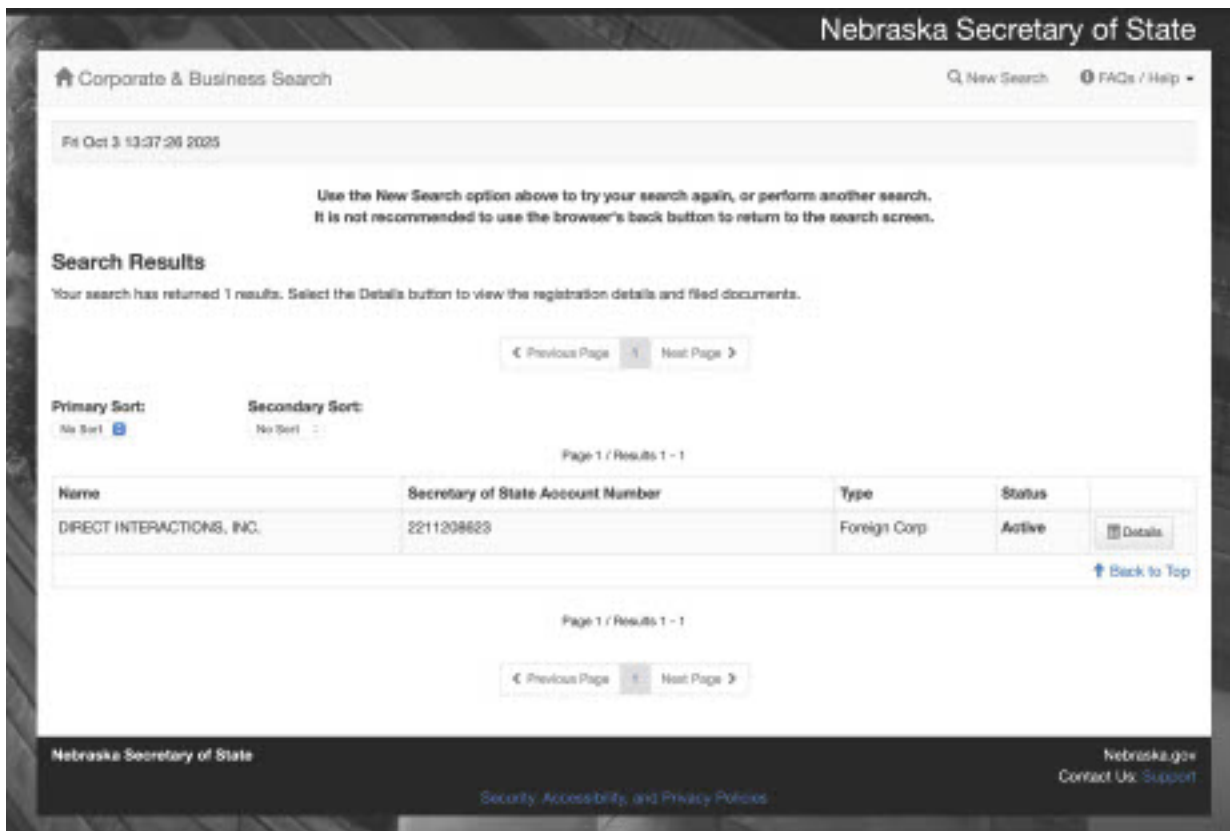 Nebraska Secretary of State
Corporate & Business Search
New Search
FAQs / Help
Fri Oct 3 13:37:26 2025
Use the New Search option above to try your search again, or perform another search.
It is not recommended to use the browser's back button to return to the search screen.
Search Results
Your search has returned 1 results. Select the Details button to view the registration details and filed documents.
Previous Page 1 Next Page
Primary Sort: Secondary Sort:
No Sort No Sort
Page 1 / Results 1 - 1
Name Secretary of State Account Number Type Status
DIRECT INTERACTIONS, INC. 2211208623 Foreign Corp Active Details
Back to Top
Page 1 / Results 1 - 1
Previous Page 1 Next Page
Nebraska Secretary of State Nebraska.gov
Contact Us: Support
Security, Accessibility, and Privacy Policies